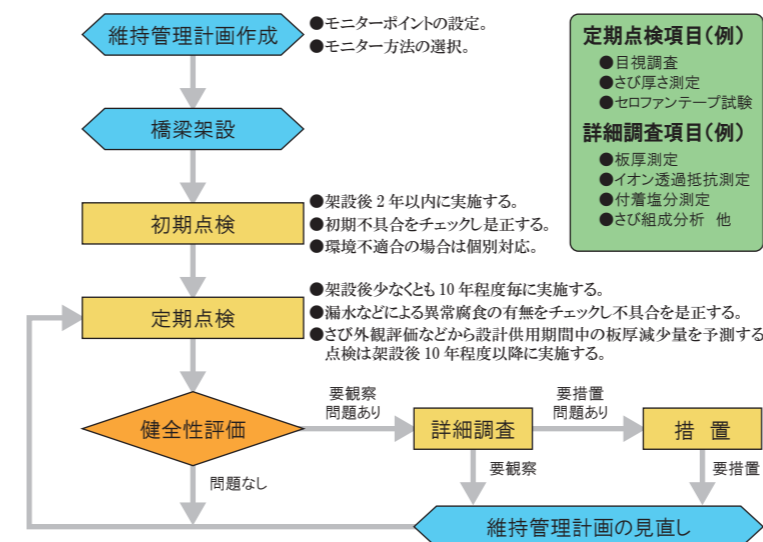 維持管理計画作成
●モニターポイントの設定。
●モニター方法の選択。
橋梁架設
初期点検
●架設後2年以内に実施する。
●初期不具合をチェックし是正する。
●環境不適合の場合は個別対応。
定期点検
●架設後少なくとも10年程度毎に実施する。
●漏水などによる異常腐食の有無をチェックし不具合を是正する。
●さび外観評価などから設計供用期間中の板厚減少量を予測する
点検は架設後10年程度以降に実施する。
健全性評価
要観察
問題あり
詳細調査
要措置
問題あり
措 置
問題なし
要観察
要措置
維持管理計画の見直し
定期点検項目(例)
●目視調査
●さび厚さ測定
●セロファンテープ試験
詳細調査項目(例)
●板厚測定
●イオン透過抵抗測定
●付着塩分測定
●さび組成分析 他